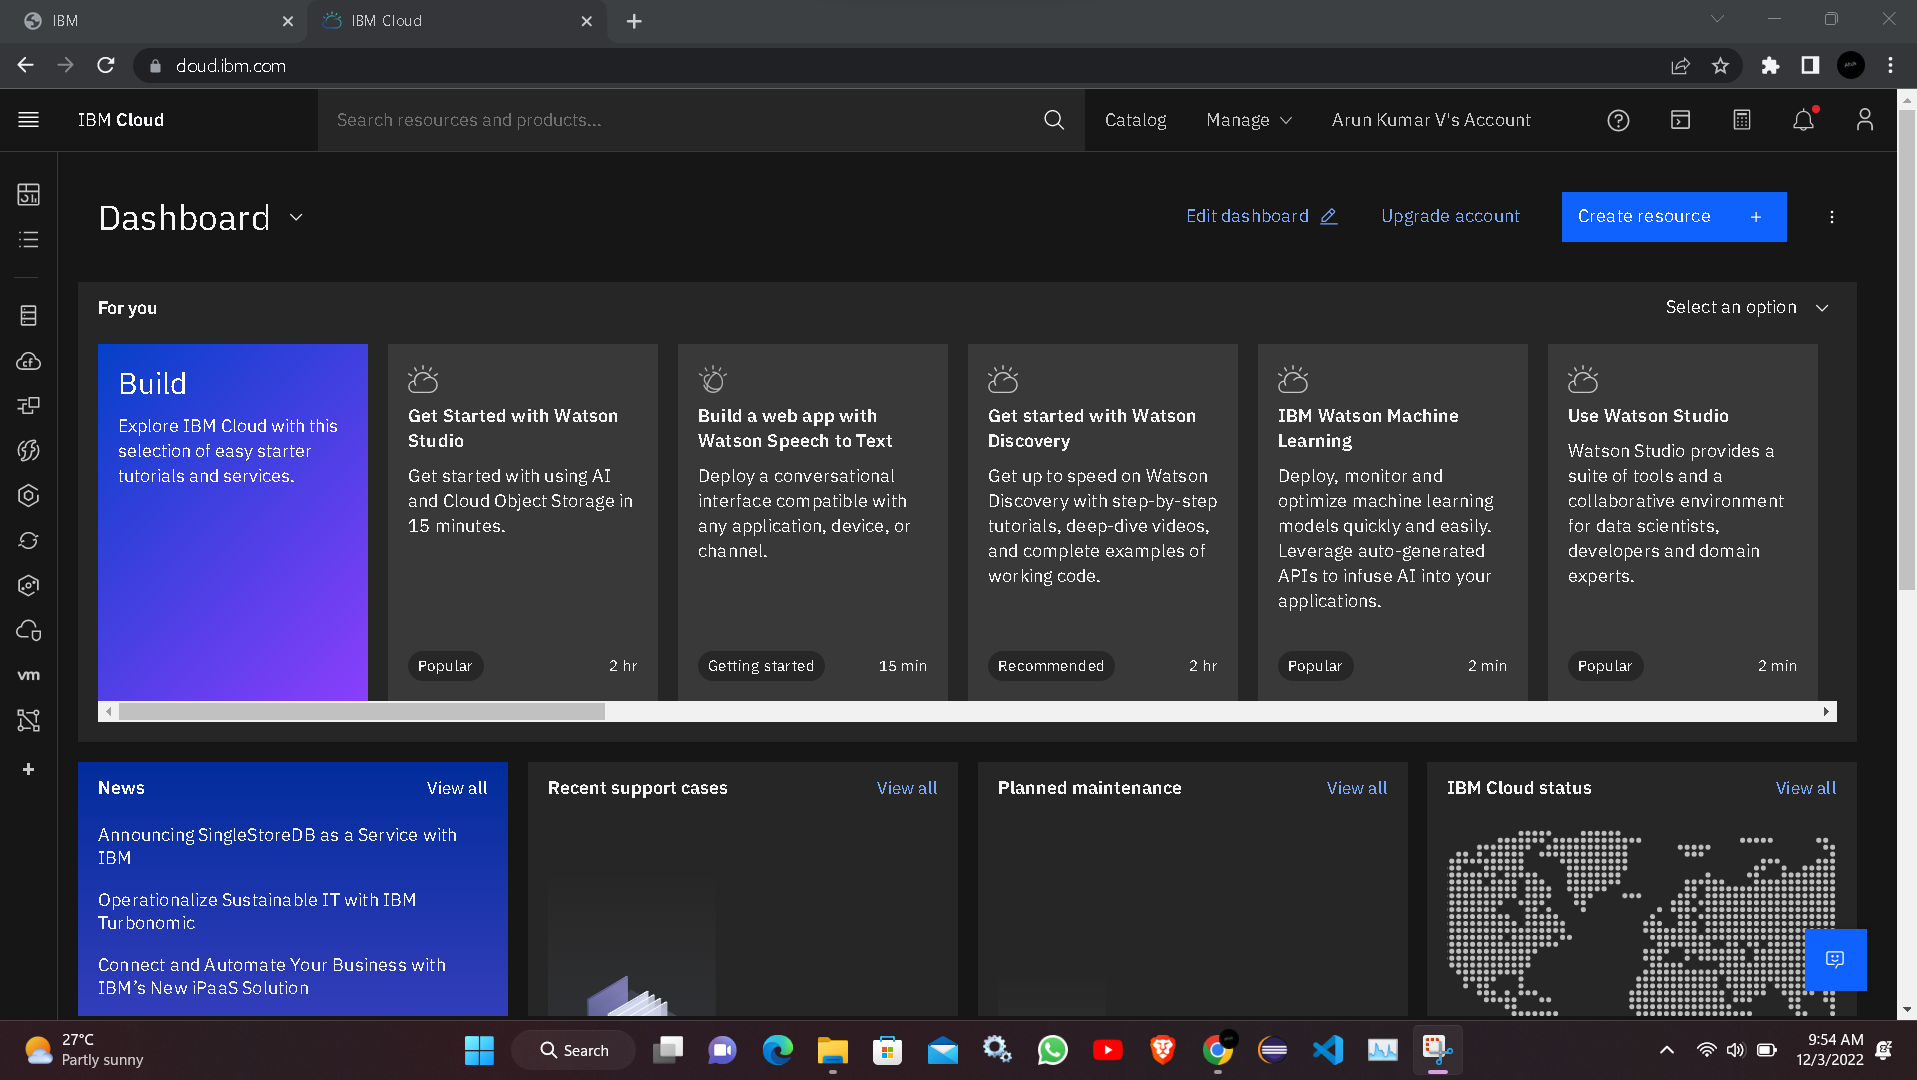 IBM
IBM Cloud
cloud.ibm.com
IBM Cloud
Search resources and products...
Catalog
Manage
Arun Kumar V's Account
Dashboard
Edit dashboard
Upgrade account
Create resource +
For you
Select an option
Build
Explore IBM Cloud with this
selection of easy starter
tutorials and services.
Get Started with Watson
Studio
Get started with using AI
and Cloud Object Storage in
15 minutes.
Popular
2 hr
Build a web app with
Watson Speech to Text
Deploy a conversational
interface compatible with
any application, device, or
channel.
Getting started
15 min
Get started with Watson
Discovery
Get up to speed on Watson
Discovery with step-by-step
tutorials, deep-dive videos,
and complete examples of
working code.
Recommended
2 hr
IBM Watson Machine
Learning
Deploy, monitor and
optimize machine learning
models quickly and easily.
Leverage auto-generated
APIs to infuse AI into your
applications.
Popular
2 min
Use Watson Studio
Watson Studio provides a
suite of tools and a
collaborative environment
for data scientists,
developers and domain
experts.
Popular
2 min
cf
vm
News
View all
Announcing SingleStoreDB as a Service with
IBM
Operationalize Sustainable IT with IBM
Turbonomic
Connect and Automate Your Business with
IBM’s New iPaaS Solution
Recent support cases
View all
Planned maintenance
View all
IBM Cloud status
View all
27°C
Partly sunny
Search
9:54 AM
12/3/2022